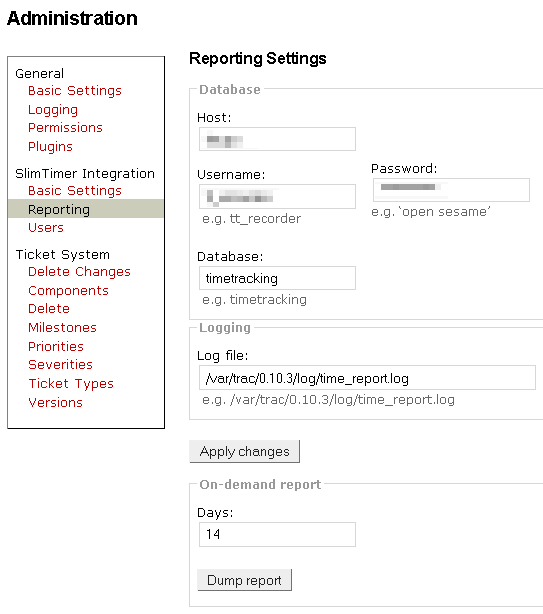 Administration
General
Basic Settings
Logging
Permissions
Plugins
SlimTimer Integration
Basic Settings
Reporting
Users
Ticket System
Delete Changes
Components
Delete
Milestones
Priorities
Severities
Ticket Types
Versions
Reporting Settings
Database
Host:
Username:
e.g. tt_recorder
Password:
e.g. 'open sesame'
Database:
timetracking
e.g. timetracking
Logging
Log file:
/var/trac/0.10.3/log/time_report.log
e.g. /var/trac/0.10.3/log/time_report.log
Apply changes
On-demand report
Days:
14
Dump report